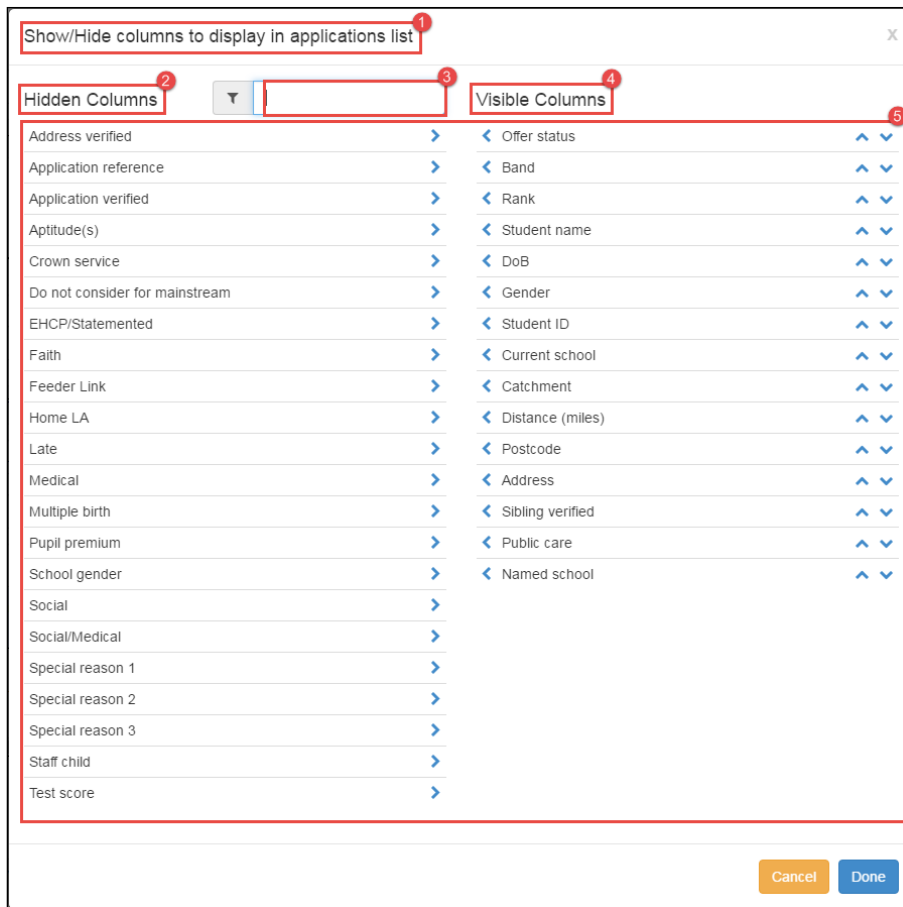 Show/Hide columns to display in applications list 1 X
Hidden Columns 2 3 Visible Columns 4
5
Address verified Offer status
Application reference Band
Application verified Rank
Aptitude(s) Student name
Crown service DoB
Do not consider for mainstream Gender
EHCP/Statemented Student ID
Faith Current school
Feeder Link Catchment
Home LA Distance (miles)
Late Postcode
Medical Address
Multiple birth Sibling verified
Pupil premium Public care
School gender Named school
Social
Social/Medical
Special reason 1
Special reason 2
Special reason 3
Staff child
Test score
Cancel Done